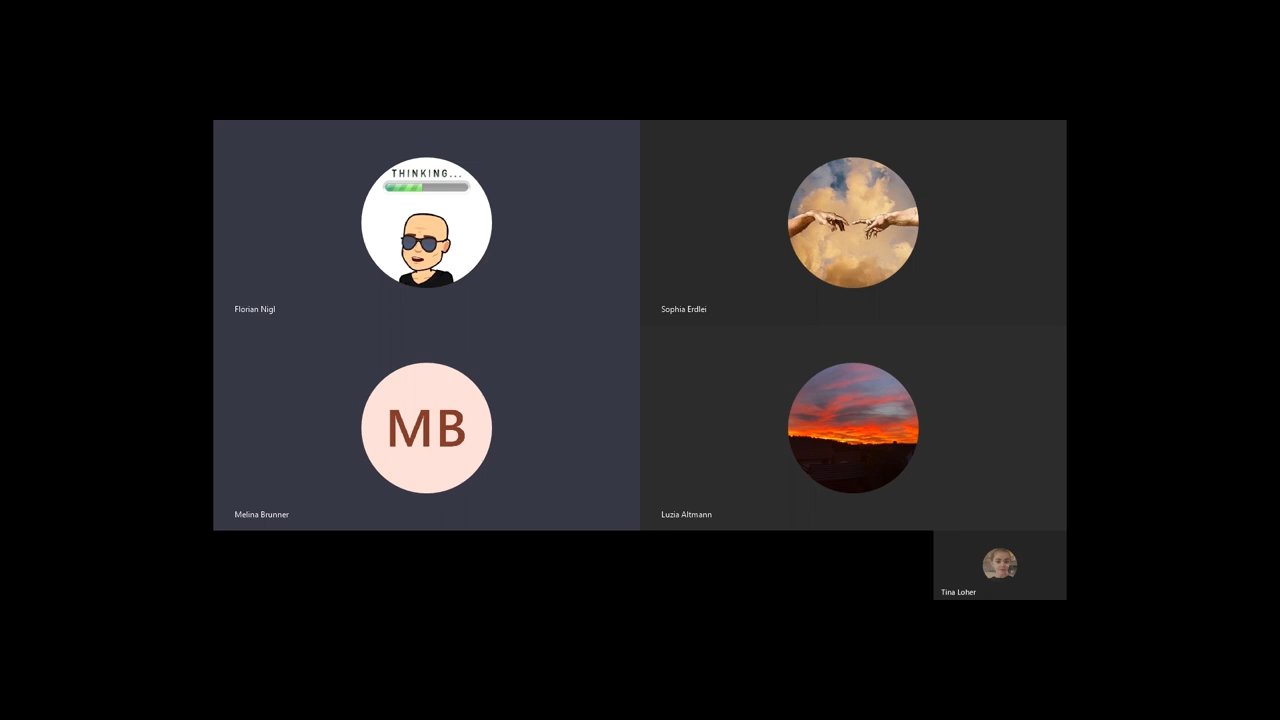 THINKING...
Florian Nigl
Sophia Erdlei
MB
Melina Brunner
Luzia Altmann
Tina Loher